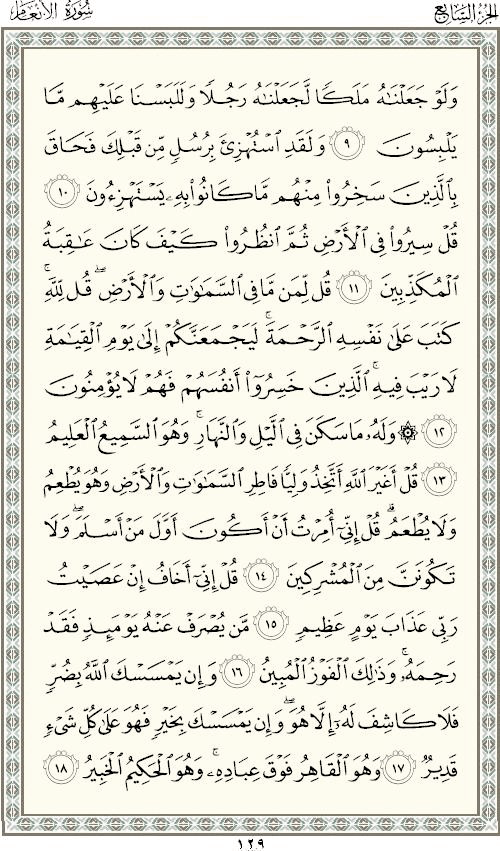 الجزء السابع
سورة الأنعام
وَلَوْ جَعَلْنَٰهُ مَلَكًا لَّجَعَلْنَٰهُ رَجُلًا وَلَلَبَسْنَا عَلَيْهِم مَّا
يَلْبِسُونَ ٩ وَلَقَدِ ٱسْتُهْزِئَ بِرُسُلٍ مِّن قَبْلِكَ فَحَاقَ
بِٱلَّذِينَ سَخِرُوا۟ مِنْهُم مَّا كَانُوا۟ بِهِۦ يَسْتَهْزِءُونَ ١٠
قُلْ سِيرُوا۟ فِى ٱلْأَرْضِ ثُمَّ ٱنظُرُوا۟ كَيْفَ كَانَ عَٰقِبَةُ
ٱلْمُكَذِّبِينَ ١١ قُل لِّمَن مَّا فِى ٱلسَّمَٰوَٰتِ وَٱلْأَرْضِ ۖ قُل لِّلَّهِ ۚ
كَتَبَ عَلَىٰ نَفْسِهِ ٱلرَّحْمَةَ ۚ لَيَجْمَعَنَّكُمْ إِلَىٰ يَوْمِ ٱلْقِيَٰمَةِ
لَا رَيْبَ فِيهِ ۚ ٱلَّذِينَ خَسِرُوٓا۟ أَنفُسَهُمْ فَهُمْ لَا يُؤْمِنُونَ
١٢ ۞ وَلَهُۥ مَا سَكَنَ فِى ٱلَّيْلِ وَٱلنَّهَارِ ۚ وَهُوَ ٱلسَّمِيعُ ٱلْعَلِيمُ
١٣ قُلْ أَغَيْرَ ٱللَّهِ أَتَّخِذُ وَلِيًّا فَاطِرِ ٱلسَّمَٰوَٰتِ وَٱلْأَرْضِ وَهُوَ يُطْعِمُ
وَلَا يُطْعَمُ ۗ قُلْ إِنِّىٓ أُمِرْتُ أَنْ أَكُونَ أَوَّلَ مَنْ أَسْلَمَ ۖ وَلَا
تَكُونَنَّ مِنَ ٱلْمُشْرِكِينَ ١٤ قُلْ إِنِّىٓ أَخَافُ إِنْ عَصَيْتُ
رَبِّى عَذَابَ يَوْمٍ عَظِيمٍ ١٥ مَّن يُصْرَفْ عَنْهُ يَوْمَئِذٍ فَقَدْ
رَحِمَهُۥ ۚ وَذَٰلِكَ ٱلْفَوْزُ ٱلْمُبِينُ ١٦ وَإِن يَمْسَسْكَ ٱللَّهُ بِضُرٍّ
فَلَا كَاشِفَ لَهُۥٓ إِلَّا هُوَ ۖ وَإِن يَمْسَسْكَ بِخَيْرٍ فَهُوَ عَلَىٰ كُلِّ شَىْءٍ
قَدِيرٌ ١٧ وَهُوَ ٱلْقَاهِرُ فَوْقَ عِبَادِهِۦ ۚ وَهُوَ ٱلْحَكِيمُ ٱلْخَبِيرُ ١٨
١٢٩